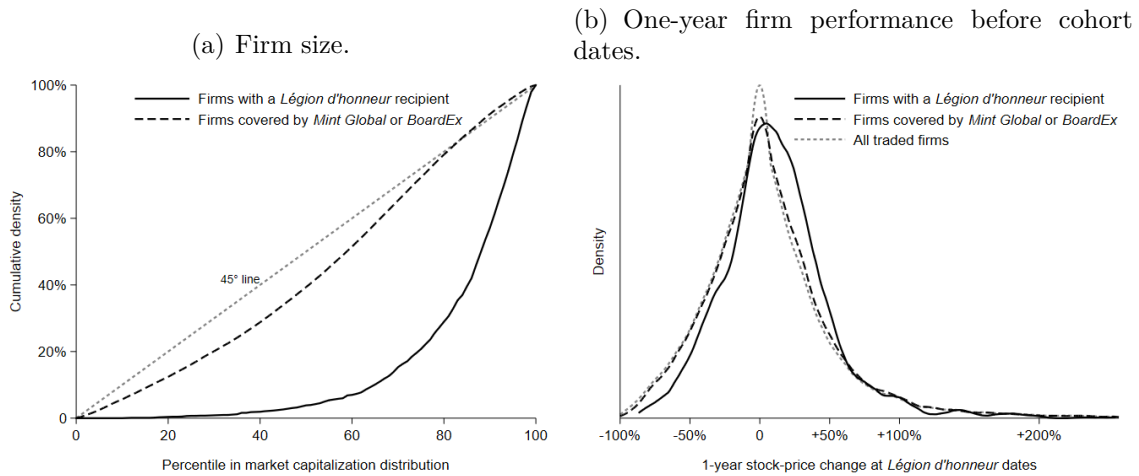 (a) Firm size.
100%
80%
60%
40%
20%
0
0
20
40
60
80
100
Cumulative density
Percentile in market capitalization distribution
Firms with a Légion d'honneur recipient
Firms covered by Mint Global or BoardEx
45° line
(b) One-year firm performance before cohort
dates.
Firms with a Légion d'honneur recipient
Firms covered by Mint Global or BoardEx
All traded firms
Density
-100%
-50%
0
+50%
+100%
+200%
1-year stock-price change at Légion d'honneur dates